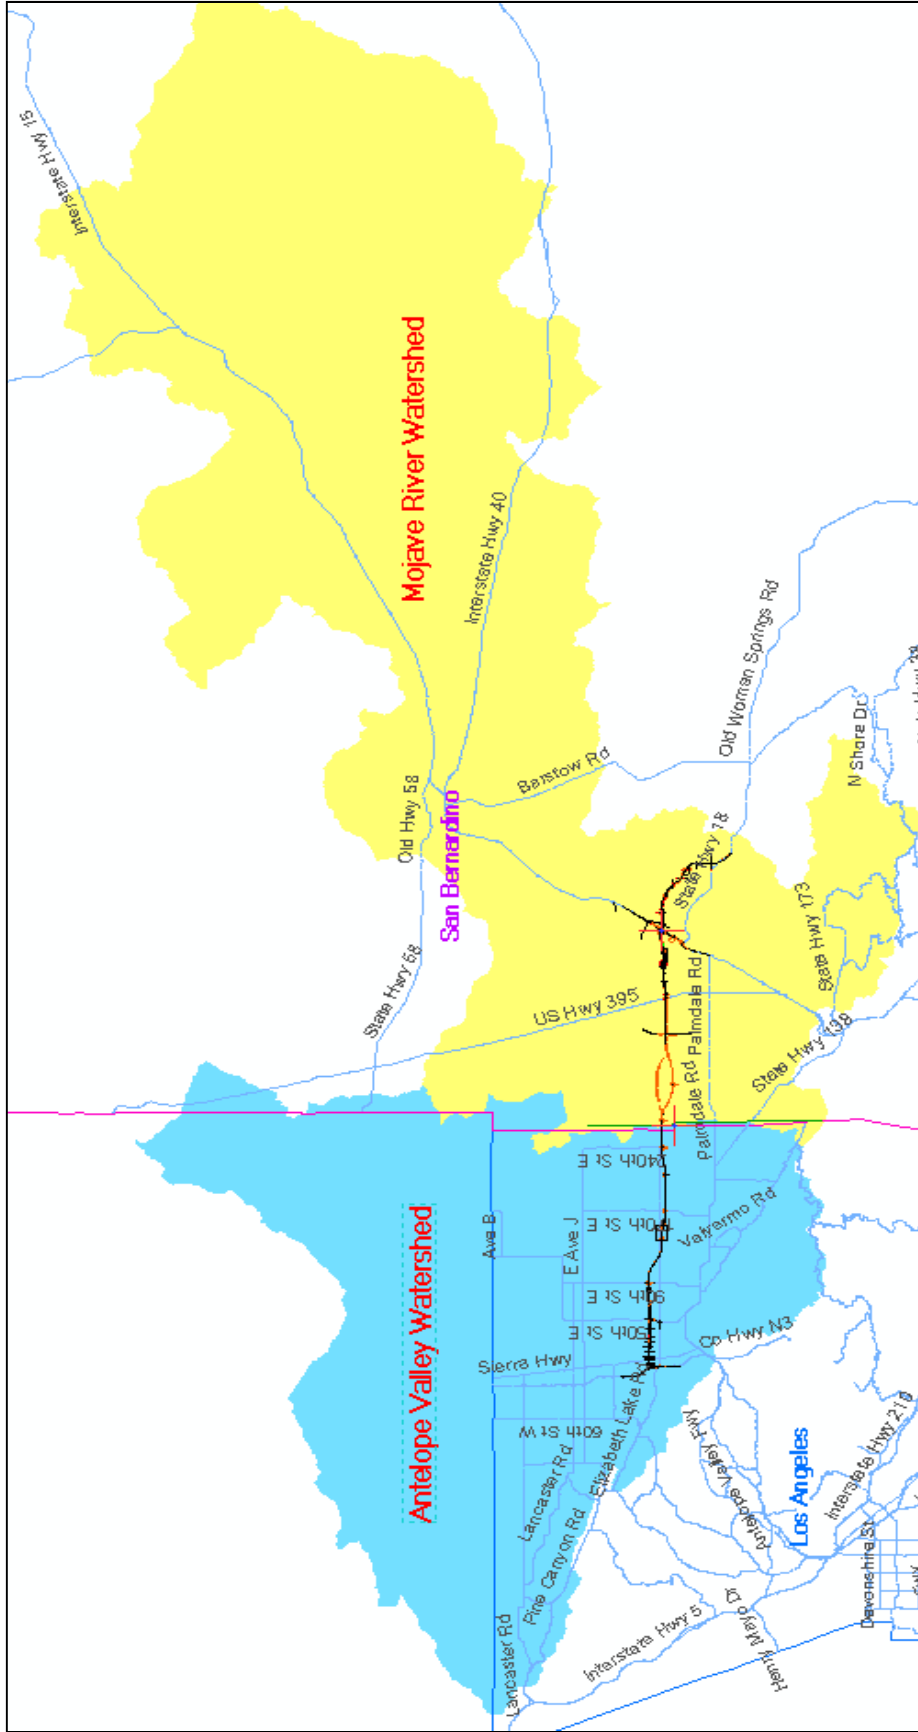 Interstate Hwy 15
Mojave River Watershed
Interstate Hwy 40
Old Woman Springs Rd
N Shore Dr
Barstow Rd
Old Hwy 58
San Bernardino
State Hwy 18
State Hwy 173
State Hwy 58
US Hwy 395
Palmdale Rd
Palmdale Rd
State Hwy 138
240th St E
Antelope Valley Watershed
Ave B
E Ave J
170th St E
Valyermo Rd
90th St E
50th St E
Co Hwy N3
Sierra Hwy
60th St W
Elizabeth Lake Rd
Lancaster Rd
Pine Canyon Rd
Lancaster Rd
Antelope Valley Fwy
Los Angeles
Interstate Hwy 210
Interstate Hwy 5
Henry Mayo Dr
Devonshire St